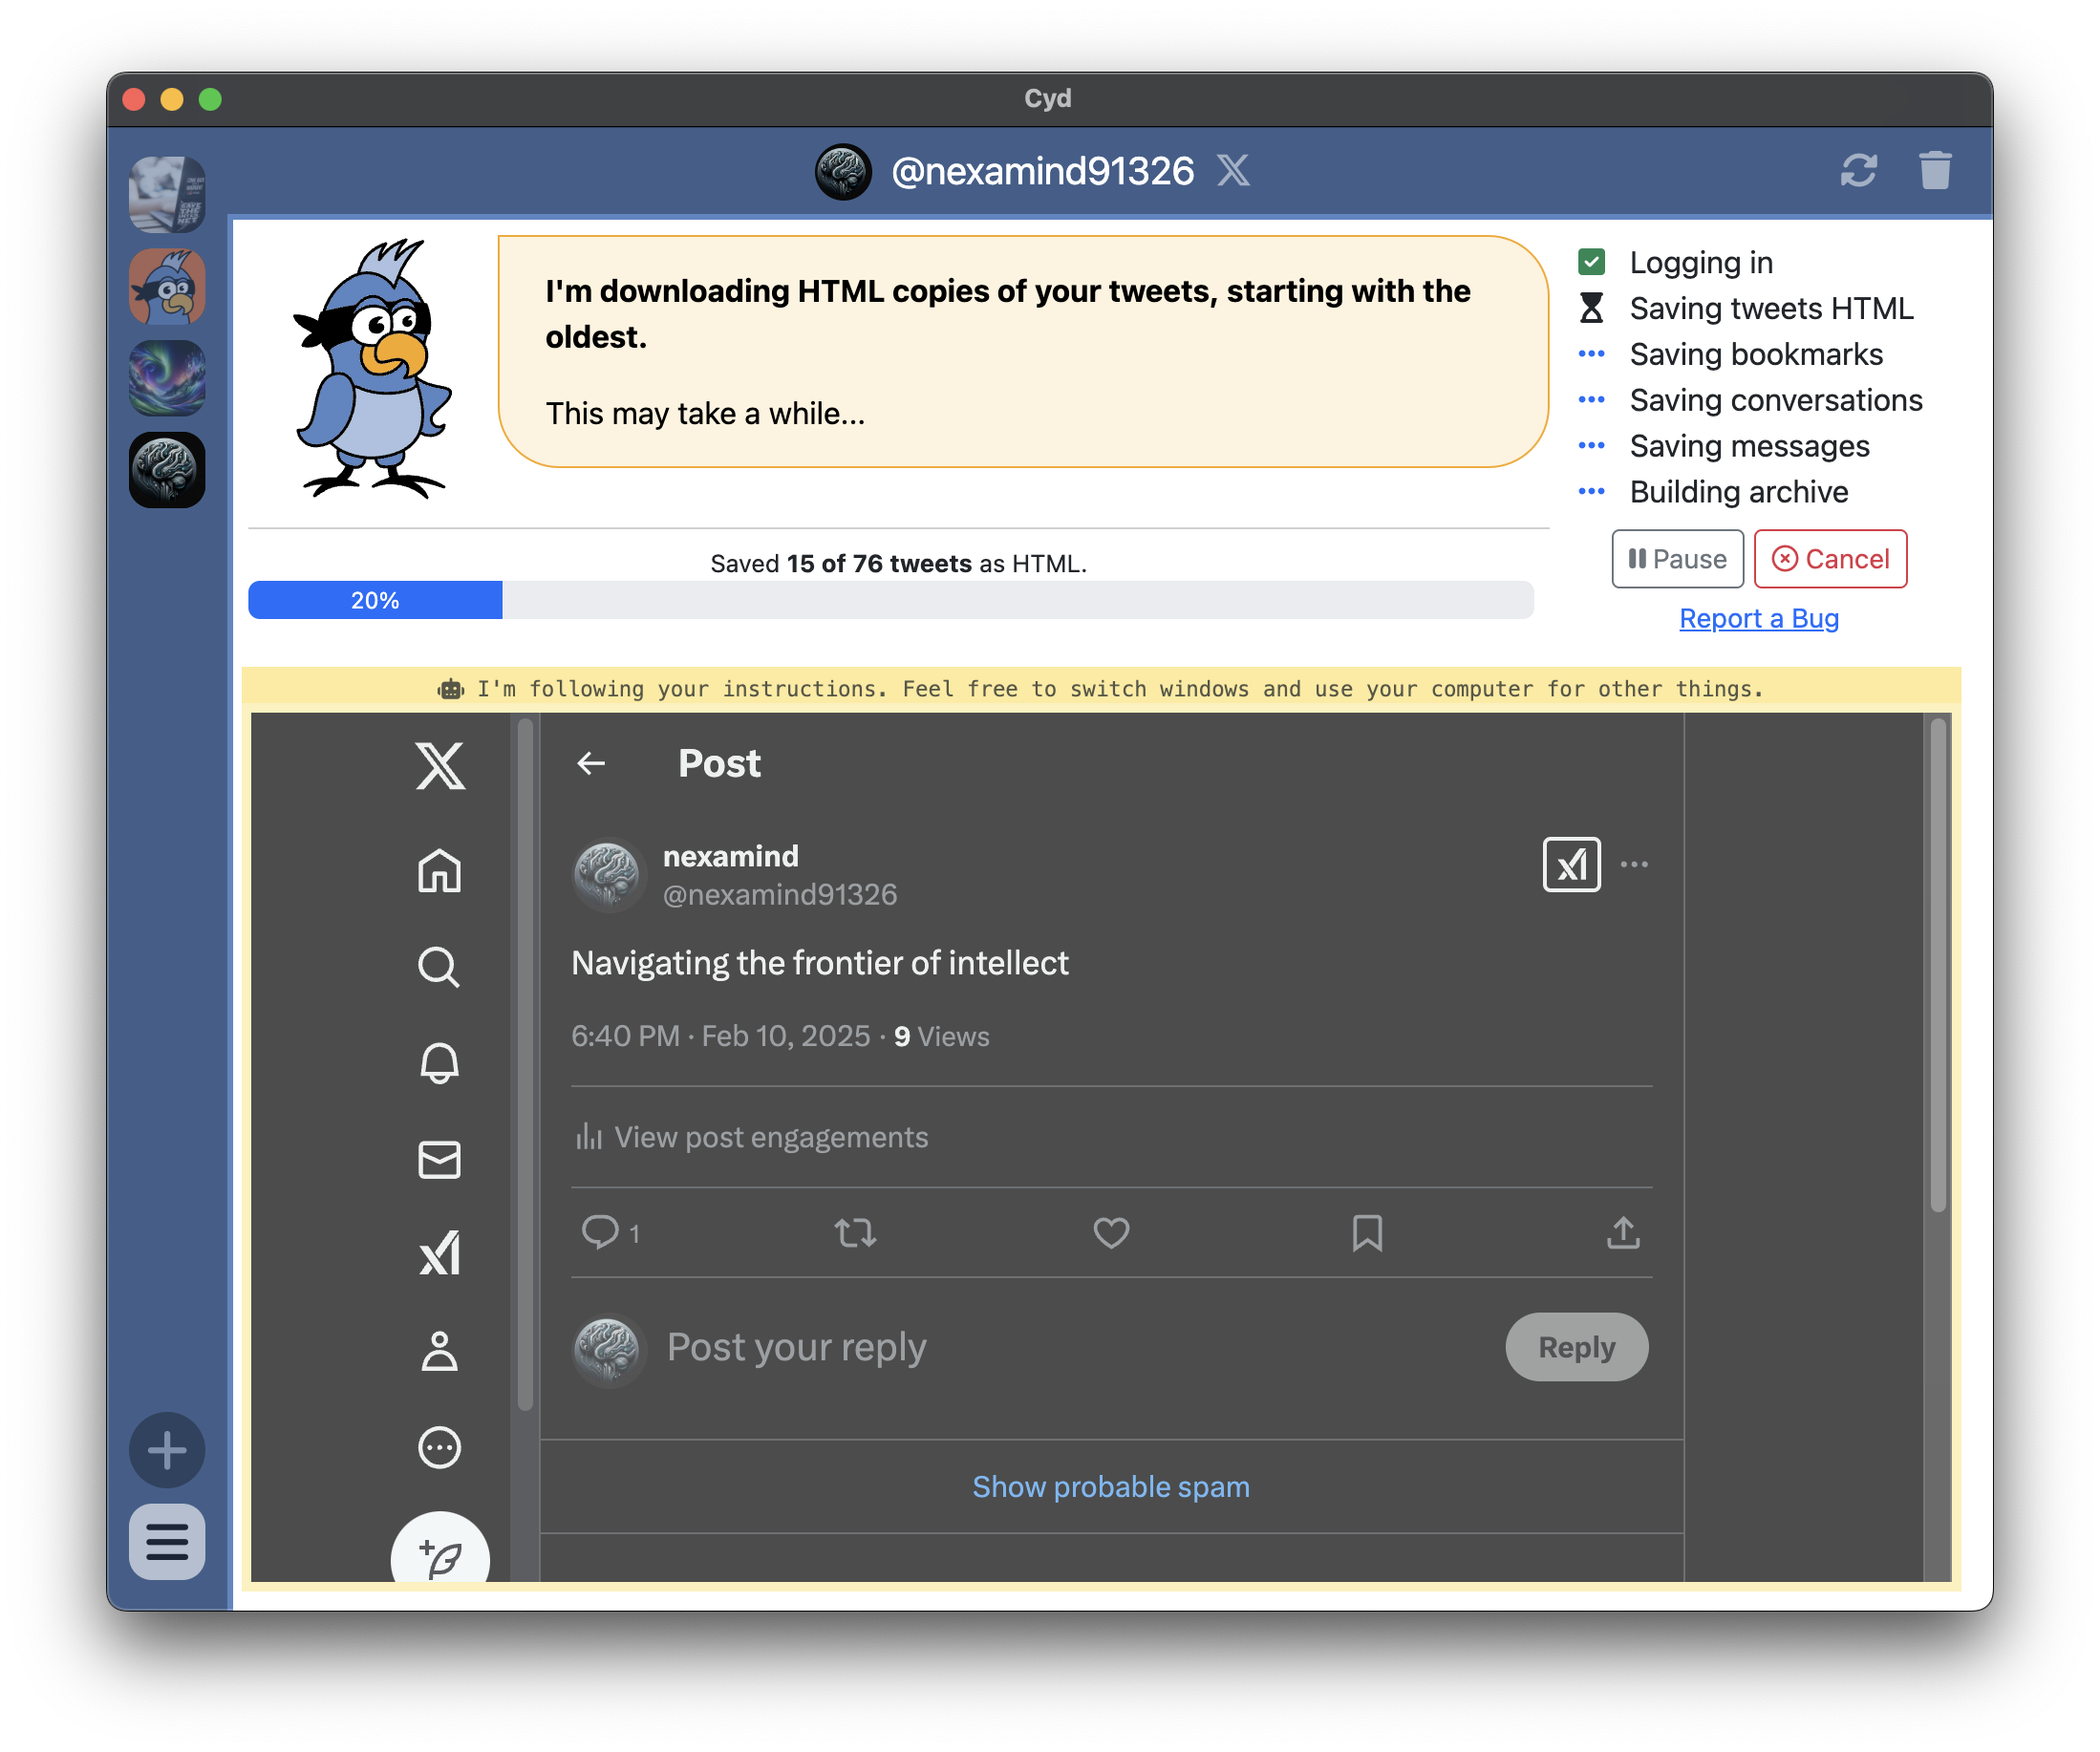 Cyd
@nexamind91326
I'm downloading HTML copies of your tweets, starting with the
oldest.
This may take a while...
Logging in
Saving tweets HTML
Saving bookmarks
Saving conversations
Saving messages
Building archive
Pause
Cancel
Report a Bug
Saved 15 of 76 tweets as HTML.
20%
I'm following your instructions. Feel free to switch windows and use your computer for other things.
Post
nexamind
@nexamind91326
Navigating the frontier of intellect
6:40 PM · Feb 10, 2025 · 9 Views
View post engagements
1
Post your reply
Reply
Show probable spam